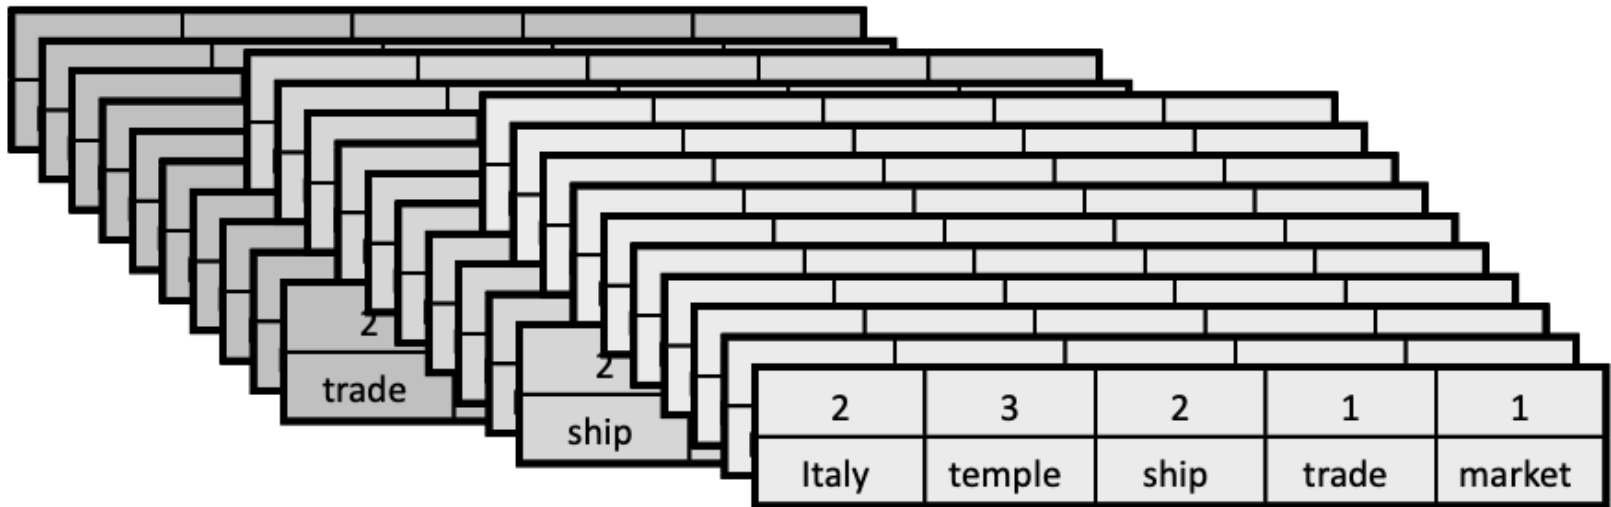 2
trade
2
ship
2 3 2 1 1
Italy temple ship trade market